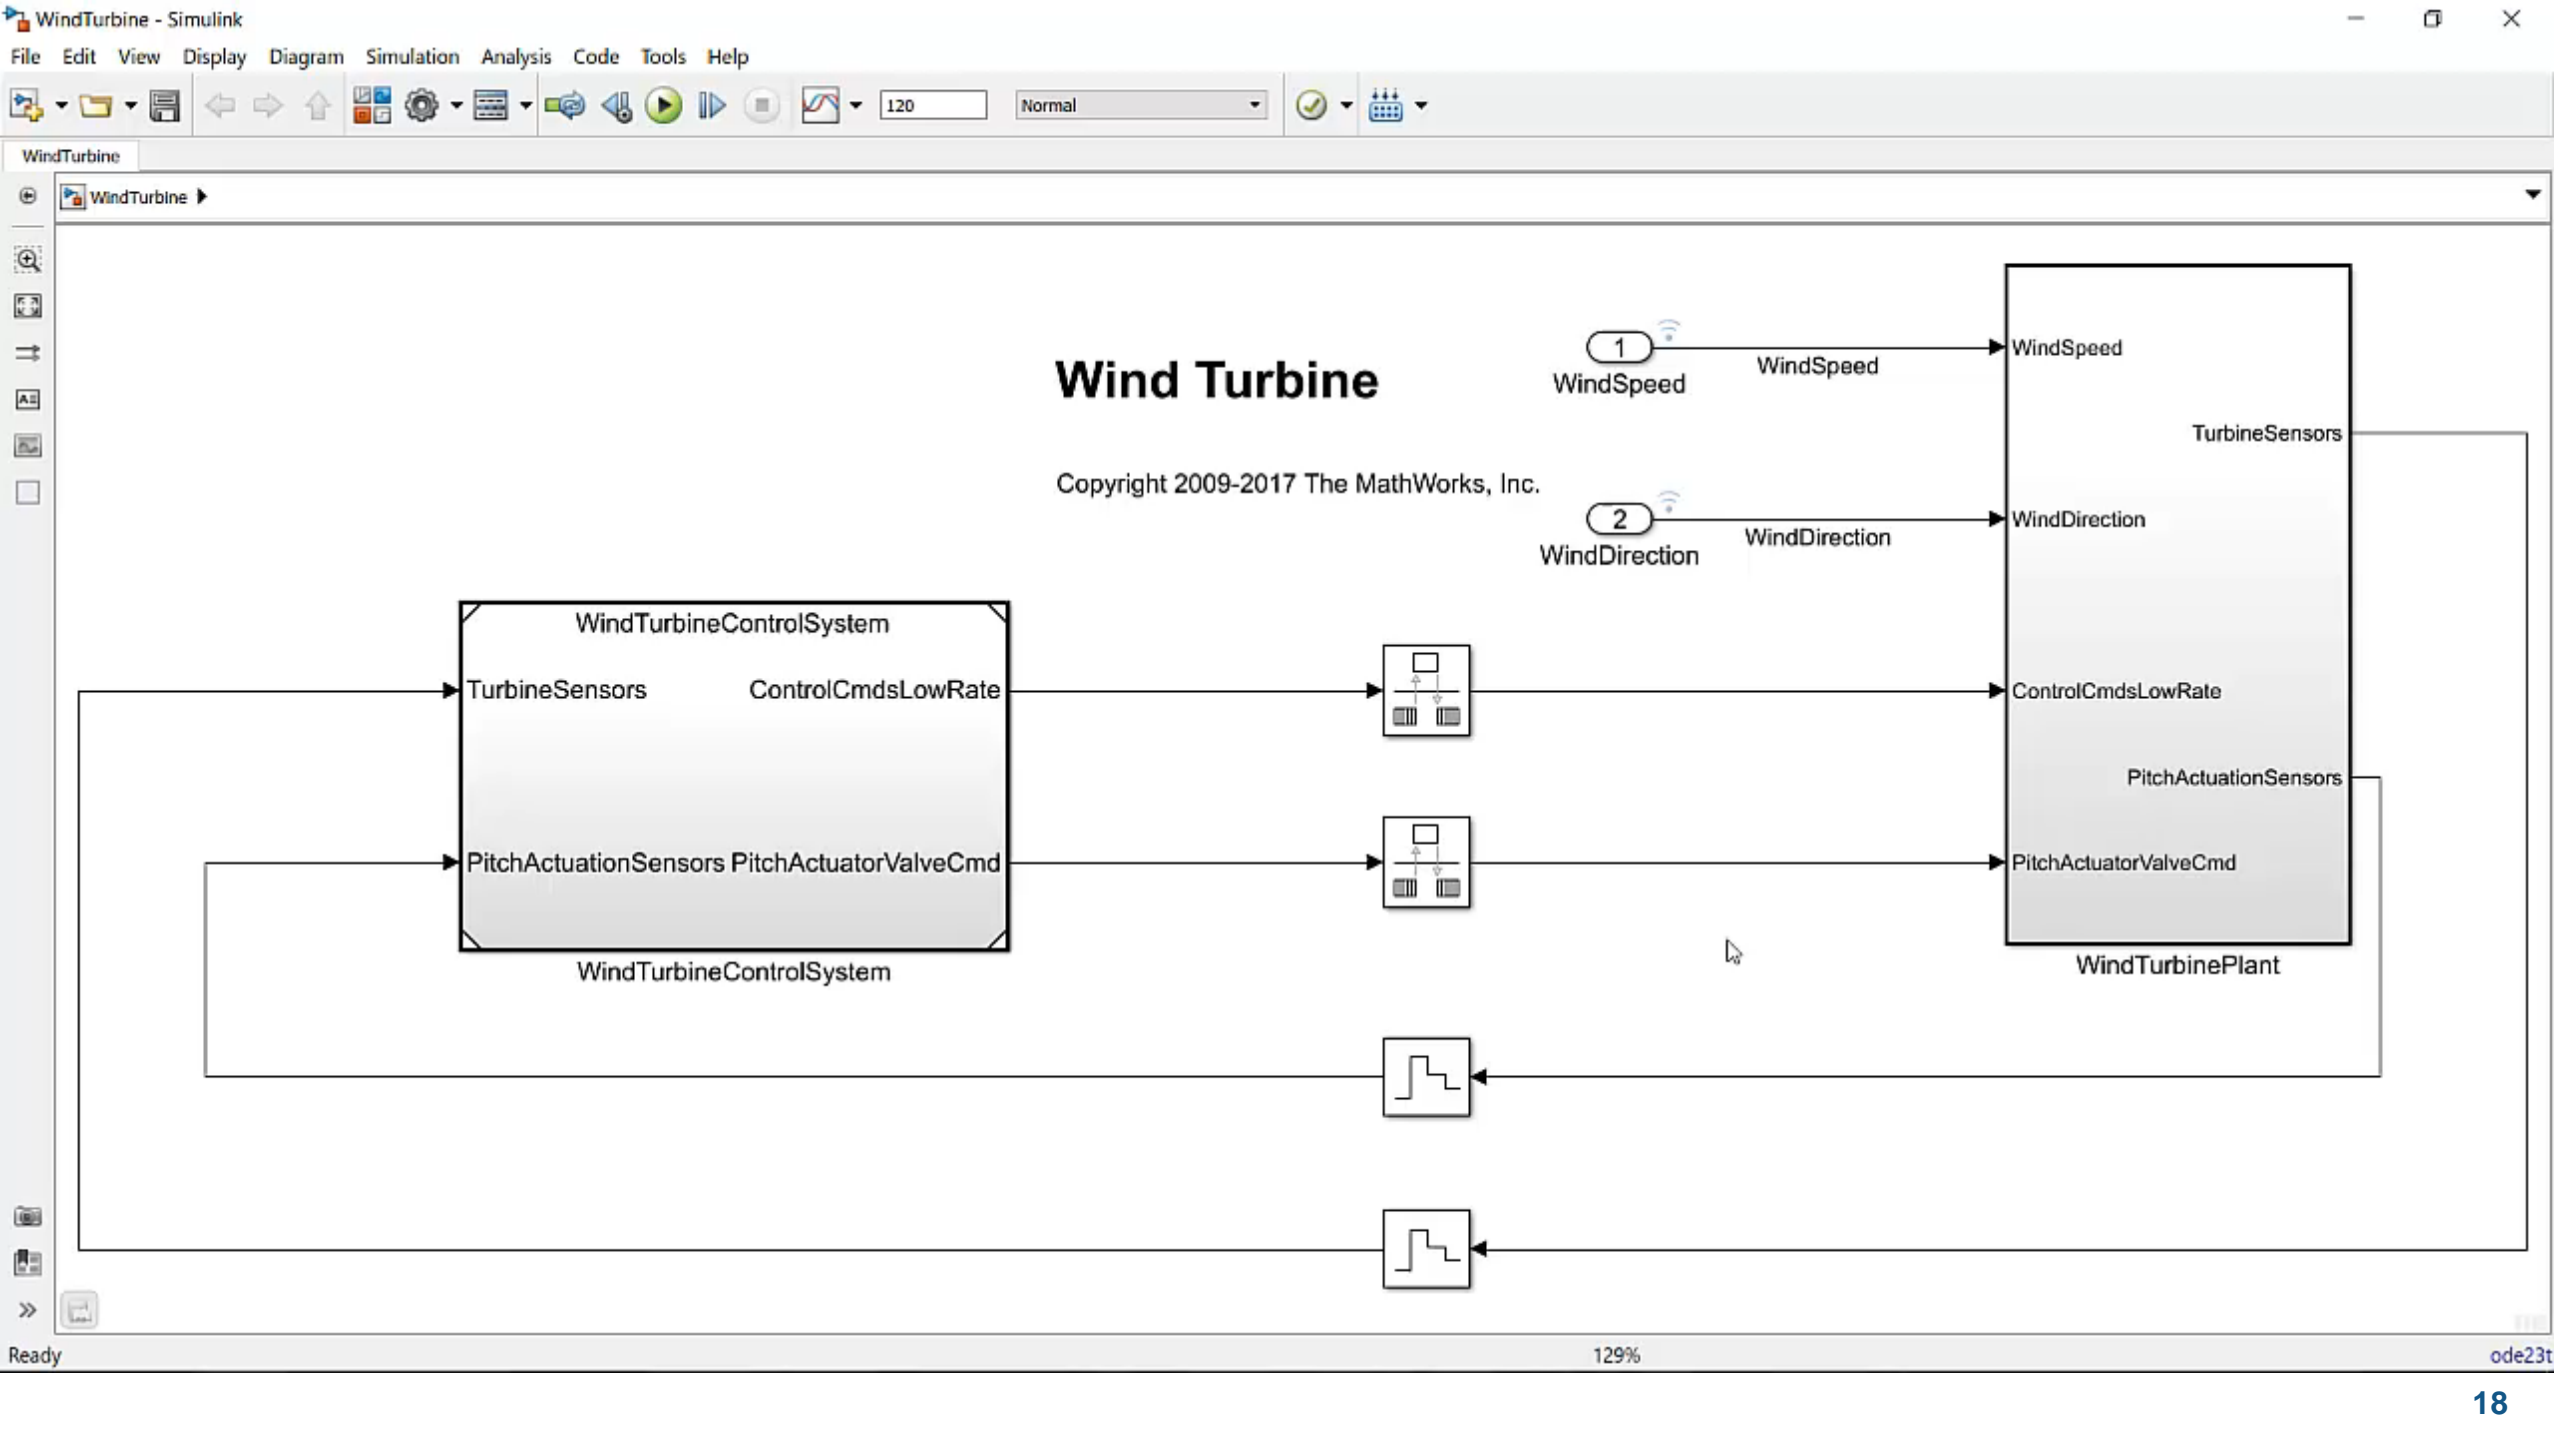 WindTurbine - Simulink
File Edit View Display Diagram Simulation Analysis Code Tools Help
120 Normal
WindTurbine
WindTurbine
Wind Turbine
Copyright 2009-2017 The MathWorks, Inc.
1
WindSpeed
WindSpeed
WindSpeed
TurbineSensors
2
WindDirection
WindDirection
WindDirection
WindTurbineControlSystem
TurbineSensors ControlCmdsLowRate
ControlCmdsLowRate
PitchActuationSensors
PitchActuationSensors PitchActuatorValveCmd
PitchActuatorValveCmd
WindTurbineControlSystem
WindTurbinePlant
Ready 129% ode23t
18